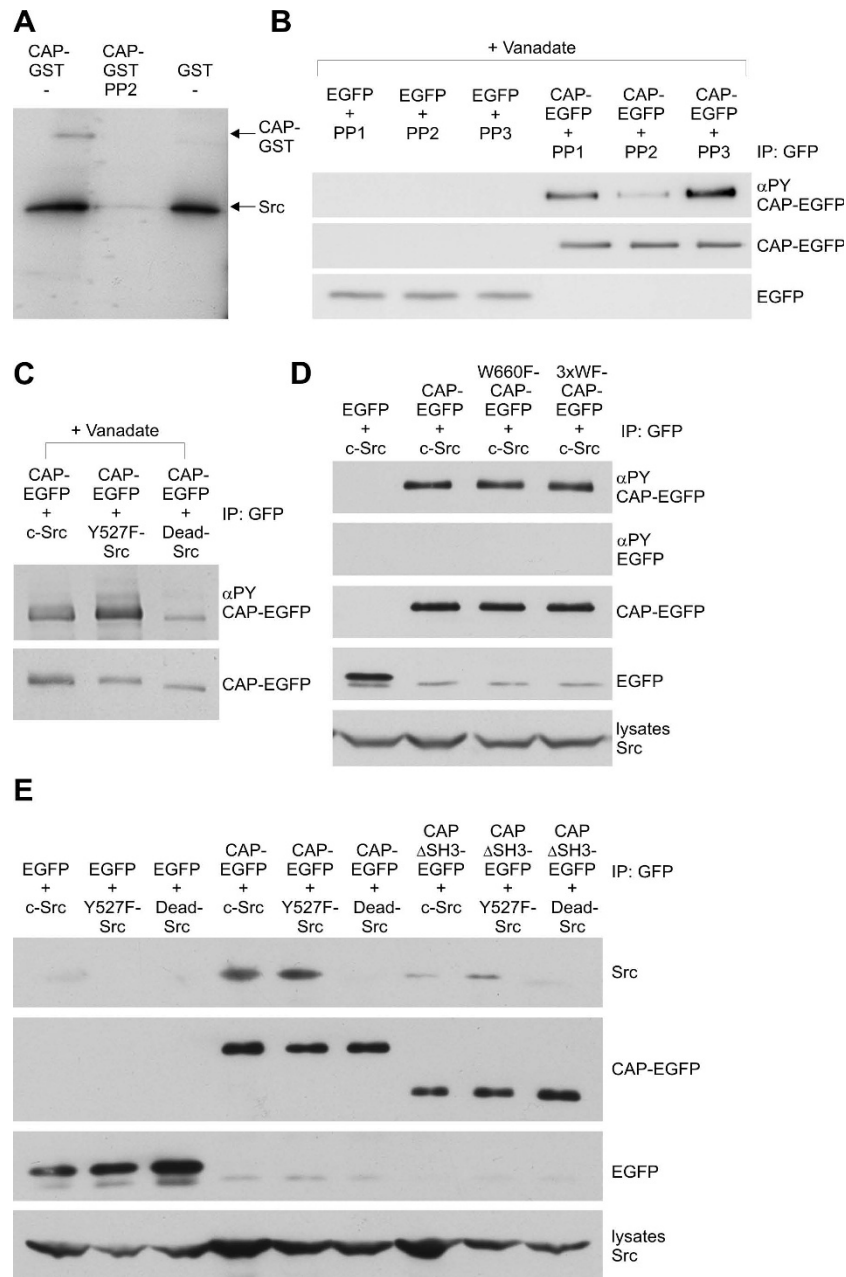 A
CAP-
GST
-
CAP-
GST
PP2
GST
-
CAP-
GST
Src
B
+ Vanadate
EGFP
+
PP1
EGFP
+
PP2
EGFP
+
PP3
CAP-
EGFP
+
PP1
CAP-
EGFP
+
PP2
CAP-
EGFP
+
PP3
IP: GFP
αPY
CAP-EGFP
CAP-EGFP
EGFP
C
+ Vanadate
CAP-
EGFP
+
c-Src
CAP-
EGFP
+
Y527F-
Src
CAP-
EGFP
+
Dead-
Src
IP: GFP
αPY
CAP-EGFP
CAP-EGFP
D
EGFP
+
c-Src
CAP-
EGFP
+
c-Src
W660F-
CAP-
EGFP
+
c-Src
3xWF-
CAP-
EGFP
+
c-Src
IP: GFP
αPY
CAP-EGFP
αPY
EGFP
CAP-EGFP
EGFP
lysates
Src
E
EGFP
+
c-Src
EGFP
+
Y527F-
Src
EGFP
+
Dead-
Src
CAP-
EGFP
+
c-Src
CAP-
EGFP
+
Y527F-
Src
CAP-
EGFP
+
Dead-
Src
CAP
ΔSH3-
EGFP
+
c-Src
CAP
ΔSH3-
EGFP
+
Y527F-
Src
CAP
ΔSH3-
EGFP
+
Dead-
Src
IP: GFP
Src
CAP-EGFP
EGFP
lysates
Src